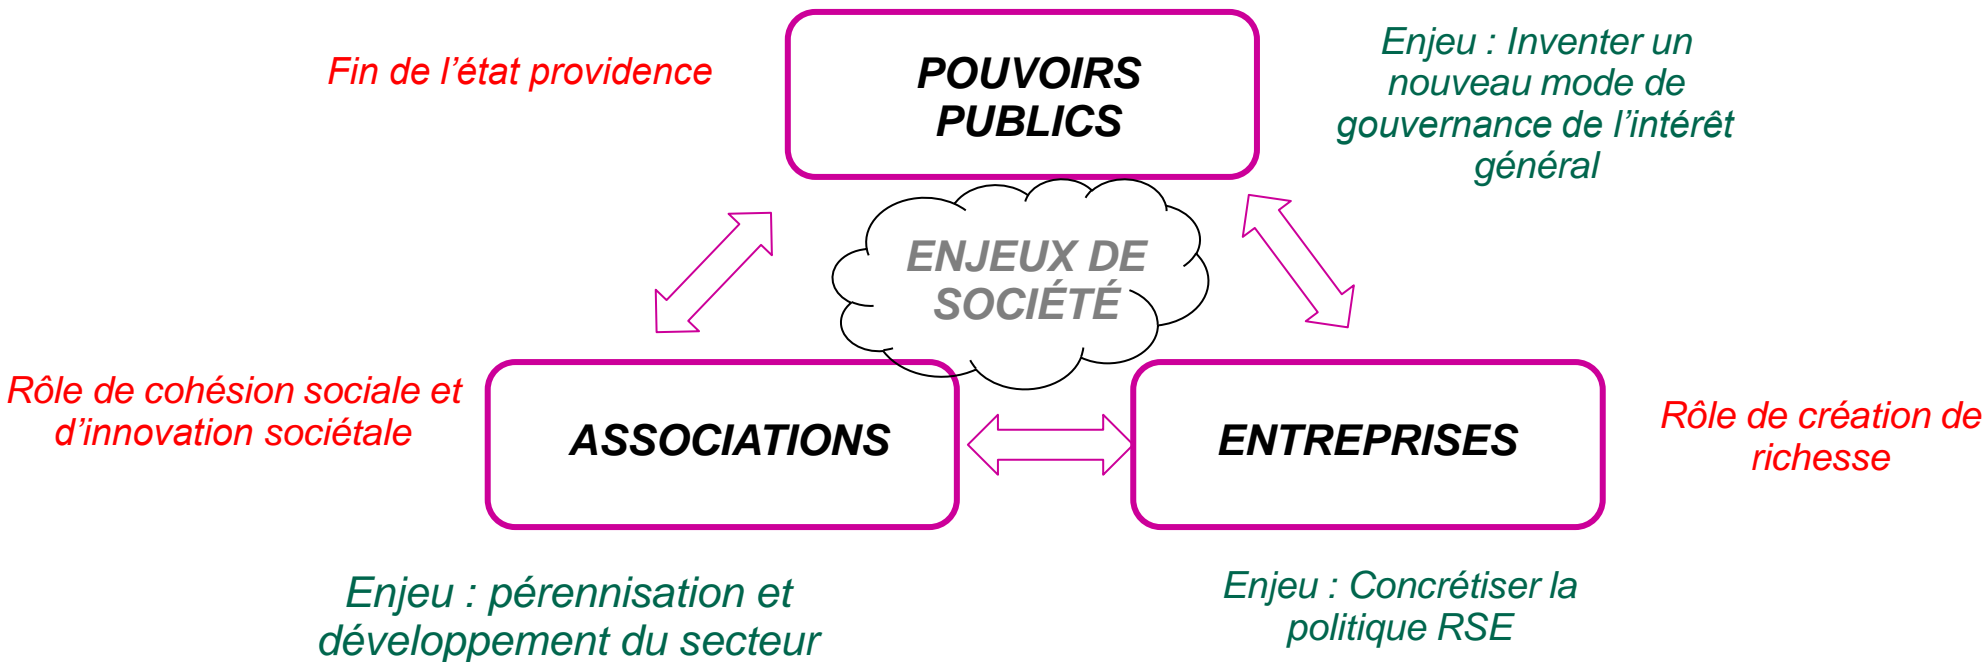 Fin de l’état providence
POUVOIRS
PUBLICS
Enjeu : Inventer un
nouveau mode de
gouvernance de l’intérêt
général
ENJEUX DE
SOCIÉTÉ
Rôle de cohésion sociale et
d’innovation sociétale
ASSOCIATIONS
ENTREPRISES
Rôle de création de
richesse
Enjeu : pérennisation et
développement du secteur
Enjeu : Concrétiser la
politique RSE